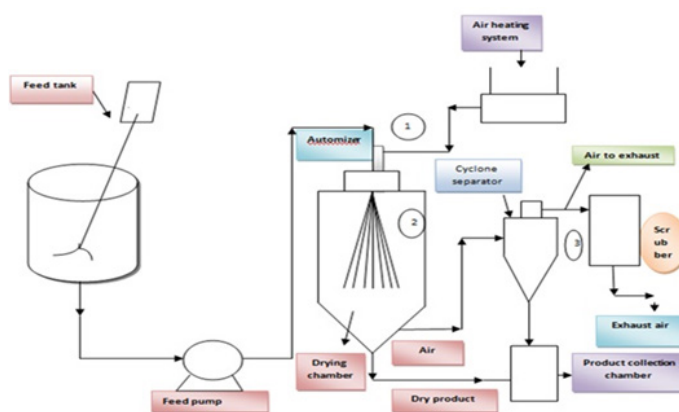 Air heating
system
Feed tank
1
Automizer
Air to exhaust
Cyclone
separator
2
3
Scr
ub
ber
Exhaust air
Drying
chamber
Air
Product collection
chamber
Feed pump
Dry product